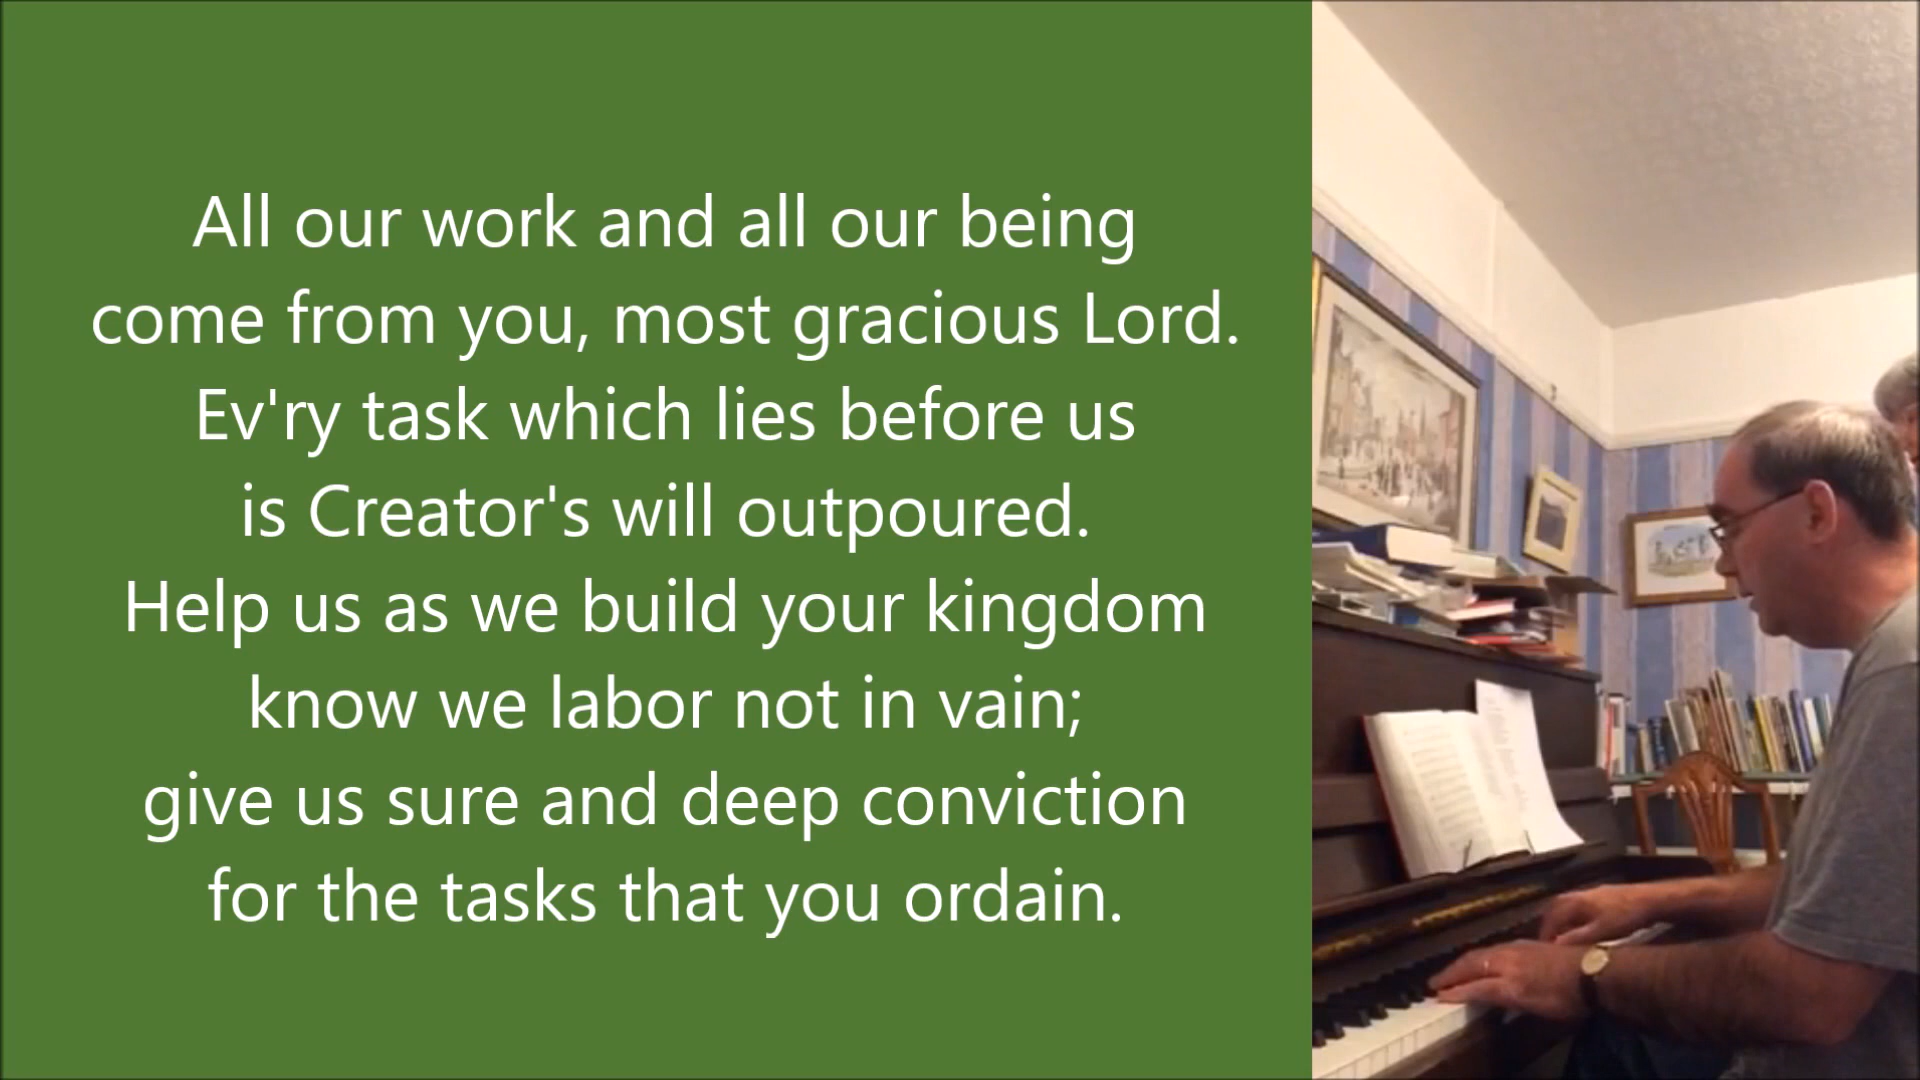 All our work and all our being
come from you, most gracious Lord.
Ev'ry task which lies before us
is Creator's will outpoured.
Help us as we build your kingdom
know we labor not in vain;
give us sure and deep conviction
for the tasks that you ordain.